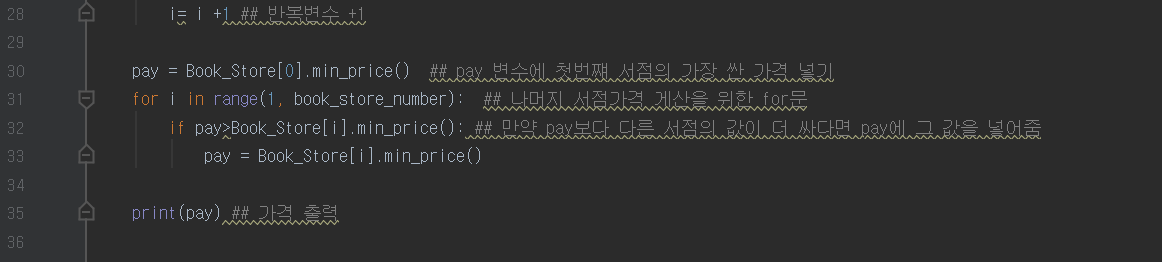 28 i= i +1 ## 반복변수 +1
29
30 pay = Book_Store[0].min_price() ## pay 변수에 첫번째 서점의 가장 싼 가격 넣기
31 for i in range(1, book_store_number): ## 나머지 서점가격 계산을 위한 for문
32 if pay>Book_Store[i].min_price(): ## 만약 pay보다 다른 서점의 값이 더 싸다면 pay에 그 값을 넣어줌
33 pay = Book_Store[i].min_price()
34
35 print(pay) ## 가격 출력
36